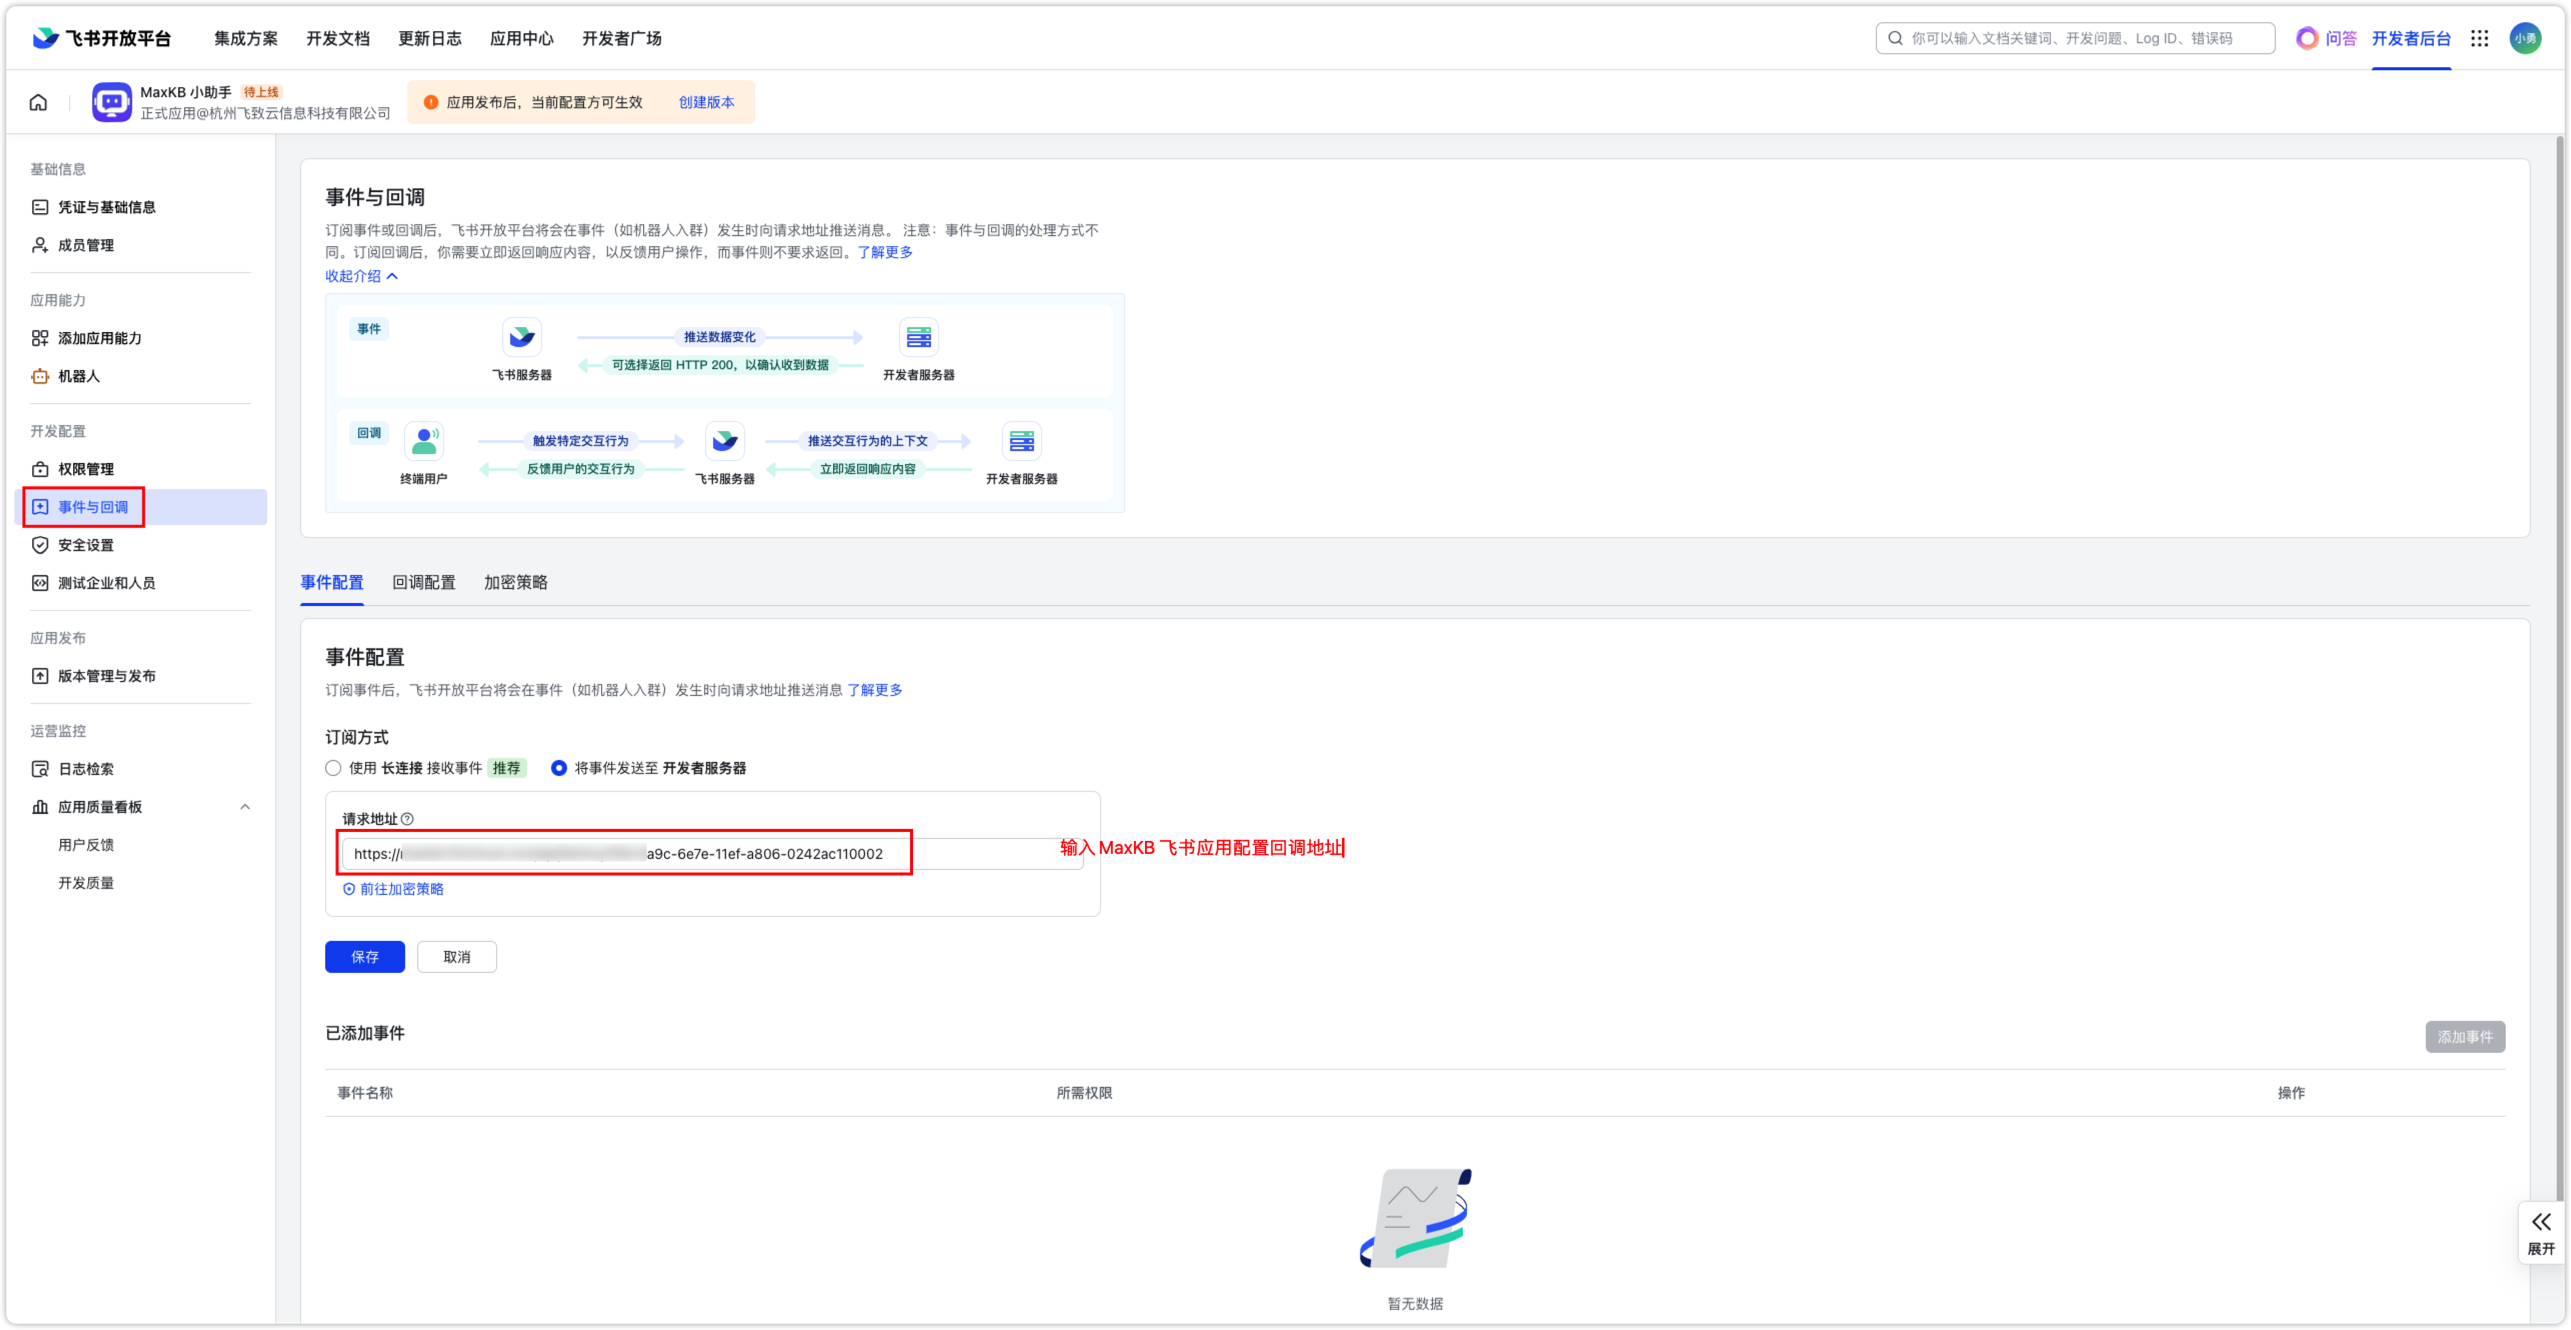 飞书开放平台 集成方案 开发文档 更新日志 应用中心 开发者广场 你可以输入文档关键词、开发问题、Log ID、错误码 问答 开发者后台 小勇
MaxKB 小助手 待上线
正式应用@杭州飞致云信息科技有限公司
应用发布后，当前配置方可生效 创建版本
基础信息
凭证与基础信息
成员管理
应用能力
添加应用能力
机器人
开发配置
权限管理
事件与回调
安全设置
测试企业和人员
应用发布
版本管理与发布
运营监控
日志检索
应用质量看板
用户反馈
开发质量
事件与回调
订阅事件或回调后，飞书开放平台将会在事件（如机器人入群）发生时向请求地址推送消息。 注意：事件与回调的处理方式不
同。订阅回调后，你需要立即返回响应内容，以反馈用户操作，而事件则不要求返回。了解更多
收起介绍
事件
推送数据变化
可选择返回 HTTP 200，以确认收到数据
飞书服务器 开发者服务器
回调
触发特定交互行为 推送交互行为的上下文
反馈用户的交互行为 立即返回响应内容
终端用户 飞书服务器 开发者服务器
事件配置 回调配置 加密策略
事件配置
订阅事件后，飞书开放平台将会在事件（如机器人入群）发生时向请求地址推送消息 了解更多
订阅方式
使用 长连接 接收事件 推荐 将事件发送至 开发者服务器
请求地址
https:// a9c-6e7e-11ef-a806-0242ac110002
输入 MaxKB 飞书应用配置回调地址
前往加密策略
保存 取消
已添加事件 添加事件
事件名称 所需权限 操作
暂无数据
展开